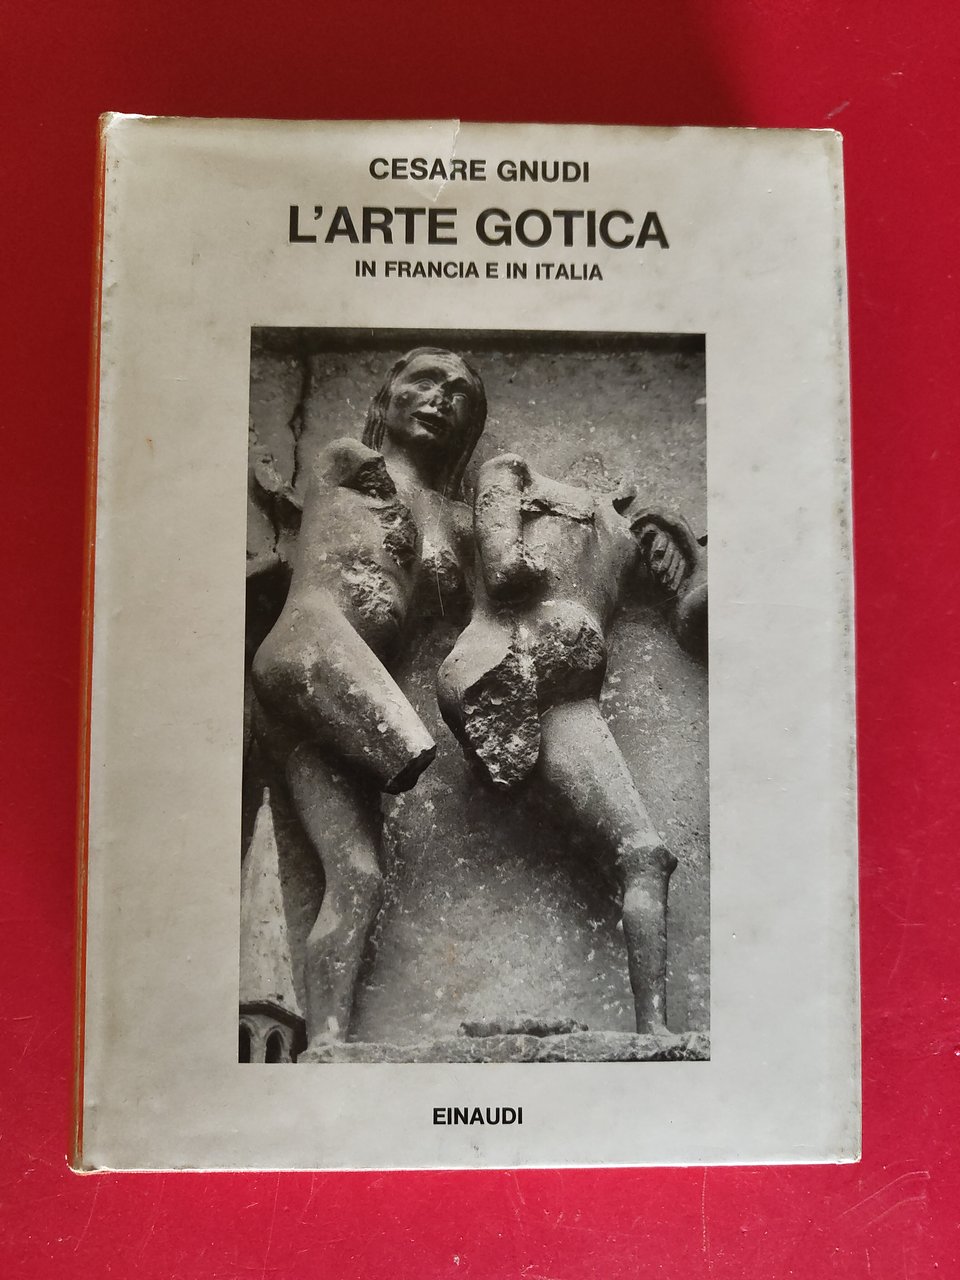 CESARE GNUDI
L'ARTE GOTICA
IN FRANCIA E IN ITALIA
EINAUDI